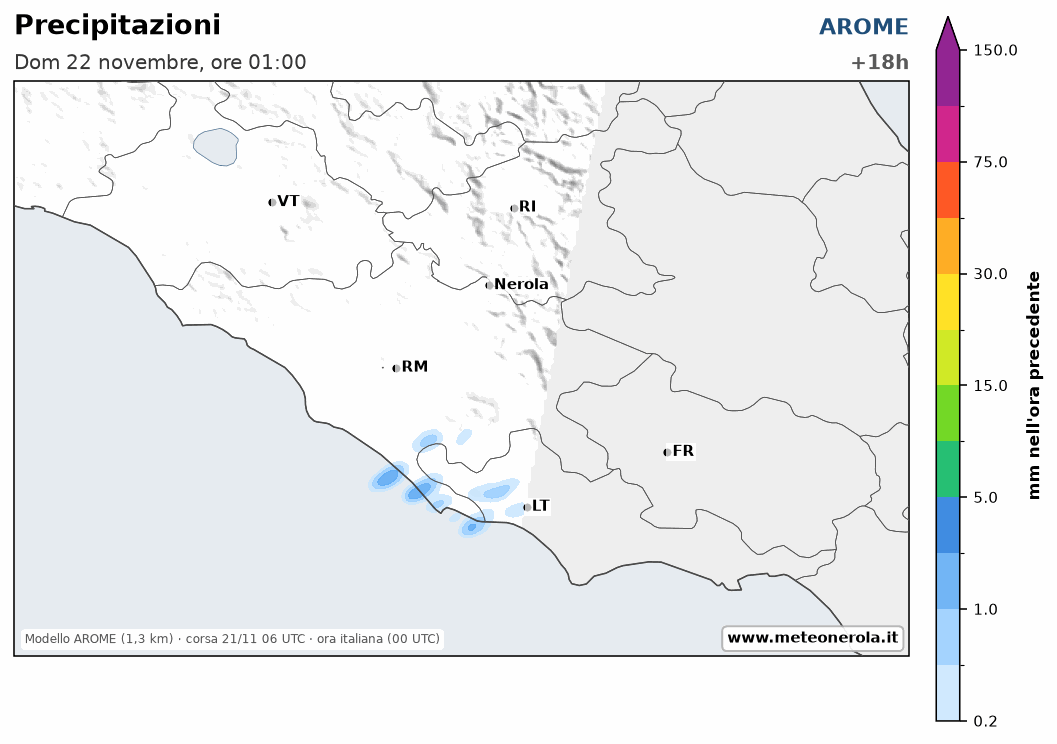 Precipitazioni
AROME
Dom 22 novembre, ore 01:00
+18h
150.0
75.0
30.0
15.0
5.0
1.0
0.2
mm nell'ora precedente
VT
RI
Nerola
RM
FR
LT
Modello AROME (1,3 km) · corsa 21/11 06 UTC · ora italiana (00 UTC)
www.meteonerola.it